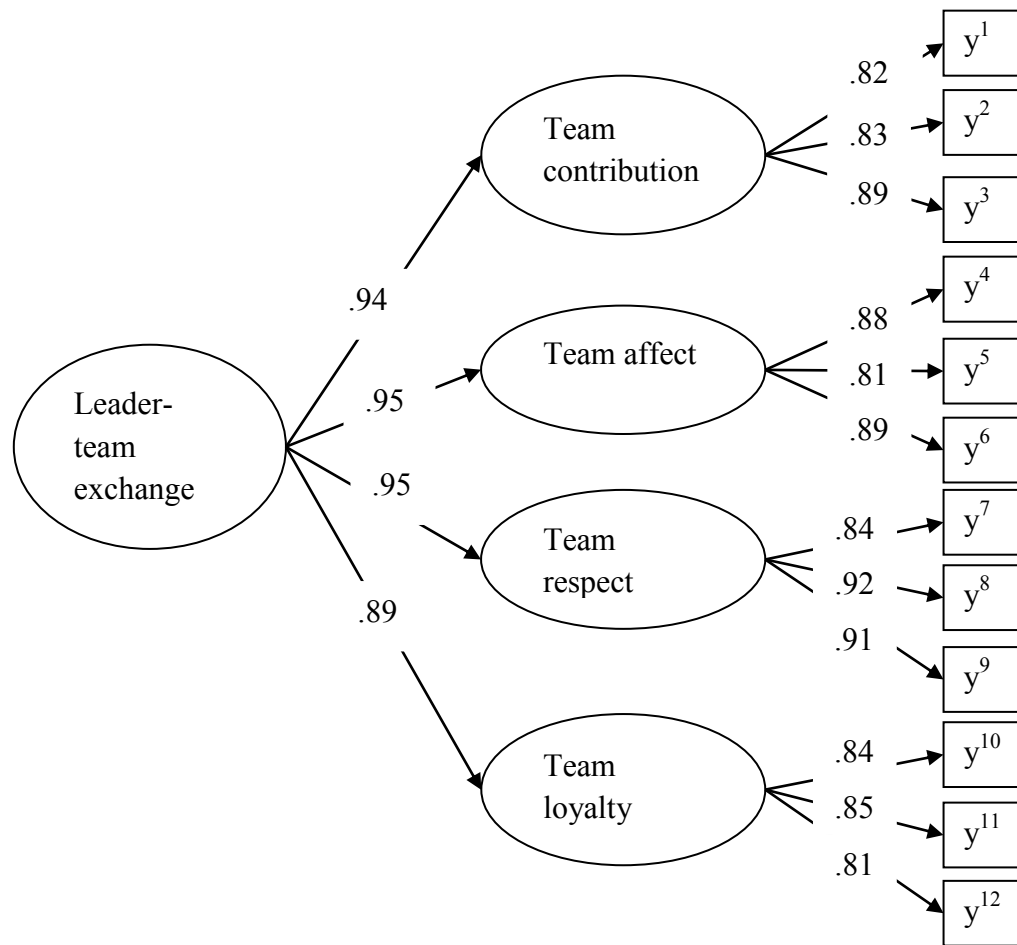 Leader-
team
exchange
.94
.95
.95
.89
Team
contribution
.82
.83
.89
y¹
y²
y³
Team affect
.88
.81
.89
y⁴
y⁵
y⁶
Team
respect
.84
.92
.91
y⁷
y⁸
y⁹
Team
loyalty
.84
.85
.81
y¹⁰
y¹¹
y¹²